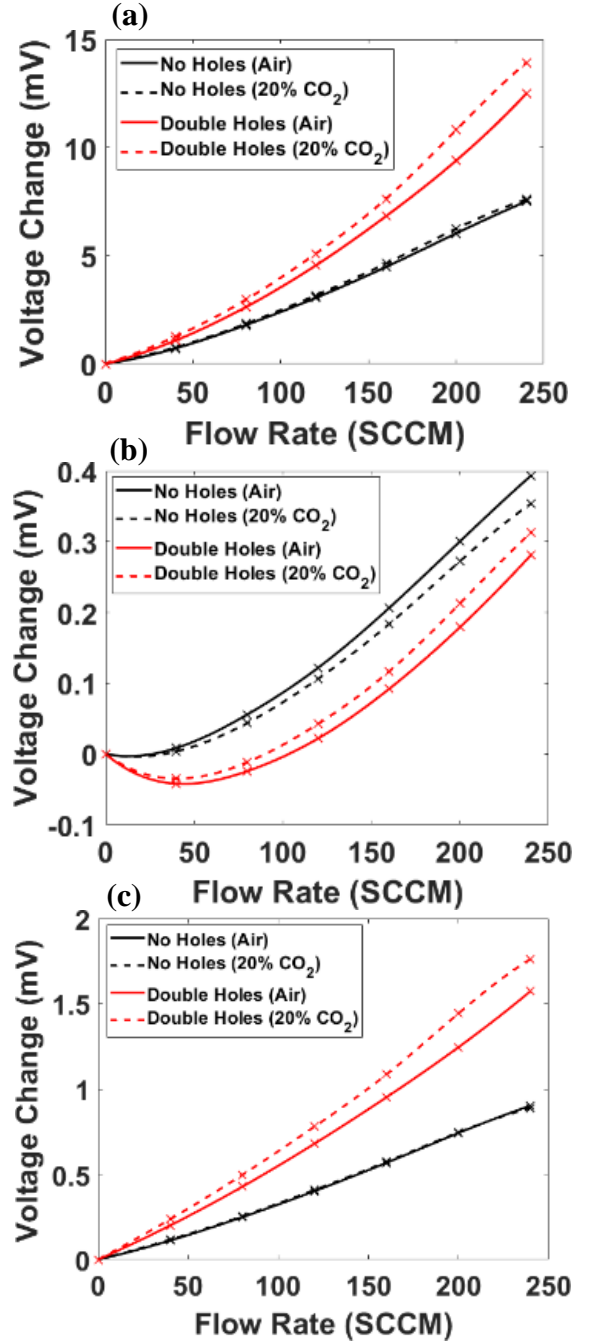 (a)
15
10
5
0
Voltage Change (mV)
No Holes (Air)
No Holes (20% CO2)
Double Holes (Air)
Double Holes (20% CO2)
0 50 100 150 200 250
Flow Rate (SCCM)
(b)
0.4
0.3
0.2
0.1
0
-0.1
Voltage Change (mV)
No Holes (Air)
No Holes (20% CO2)
Double Holes (Air)
Double Holes (20% CO2)
0 50 100 150 200 250
Flow Rate (SCCM)
(c)
2
1.5
1
0.5
0
Voltage Change (mV)
No Holes (Air)
No Holes (20% CO2)
Double Holes (Air)
Double Holes (20% CO2)
0 50 100 150 200 250
Flow Rate (SCCM)